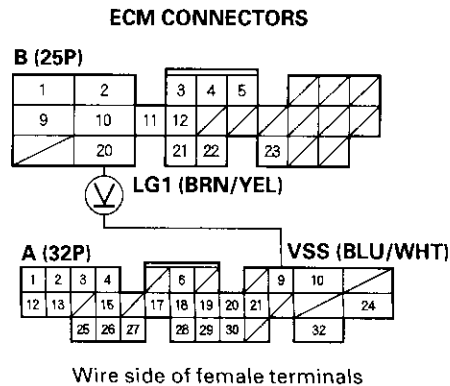 ECM CONNECTORS
B (25P)
1 2 3 4 5
9 10 11 12
20 21 22 23
V
LG1 (BRN/YEL)
A (32P) VSS (BLU/WHT)
1 2 3 4 6 9 10
12 13 15 17 18 19 20 21 24
25 26 27 28 29 30 32
Wire side of female terminals